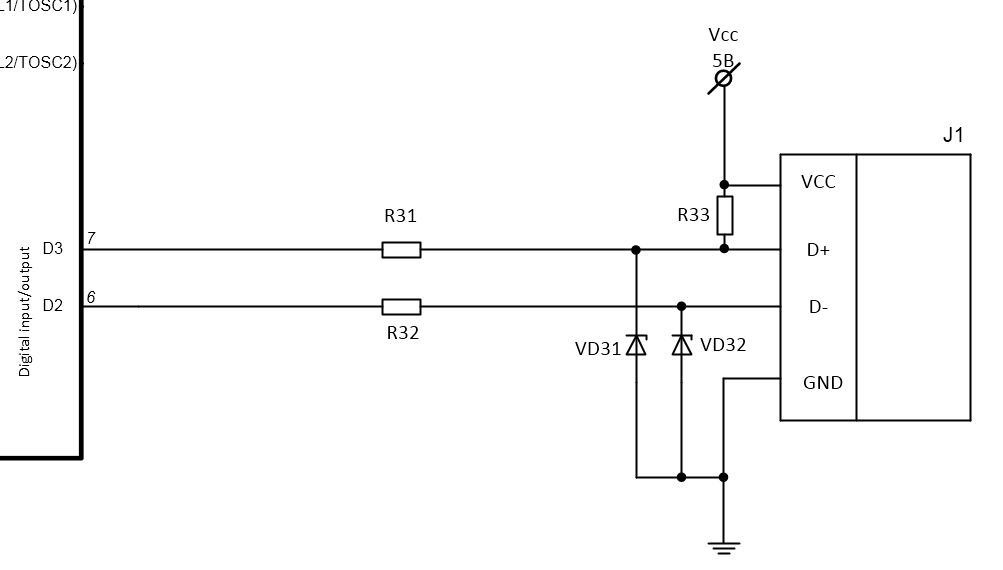 L1/TOSC1)
L2/TOSC2)
Vcc
5В
J1
VCC
R31
R33
D3
7
D+
D2
6
D-
R32
VD31
VD32
GND
Digital input/output